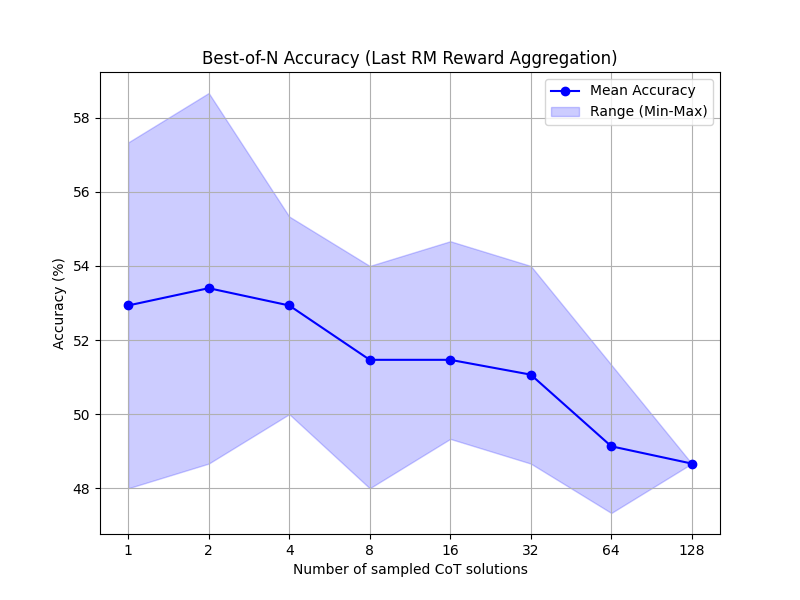 Best-of-N Accuracy (Last RM Reward Aggregation)
Mean Accuracy
Range (Min-Max)
Accuracy (%)
58
56
54
52
50
48
1 2 4 8 16 32 64 128
Number of sampled CoT solutions